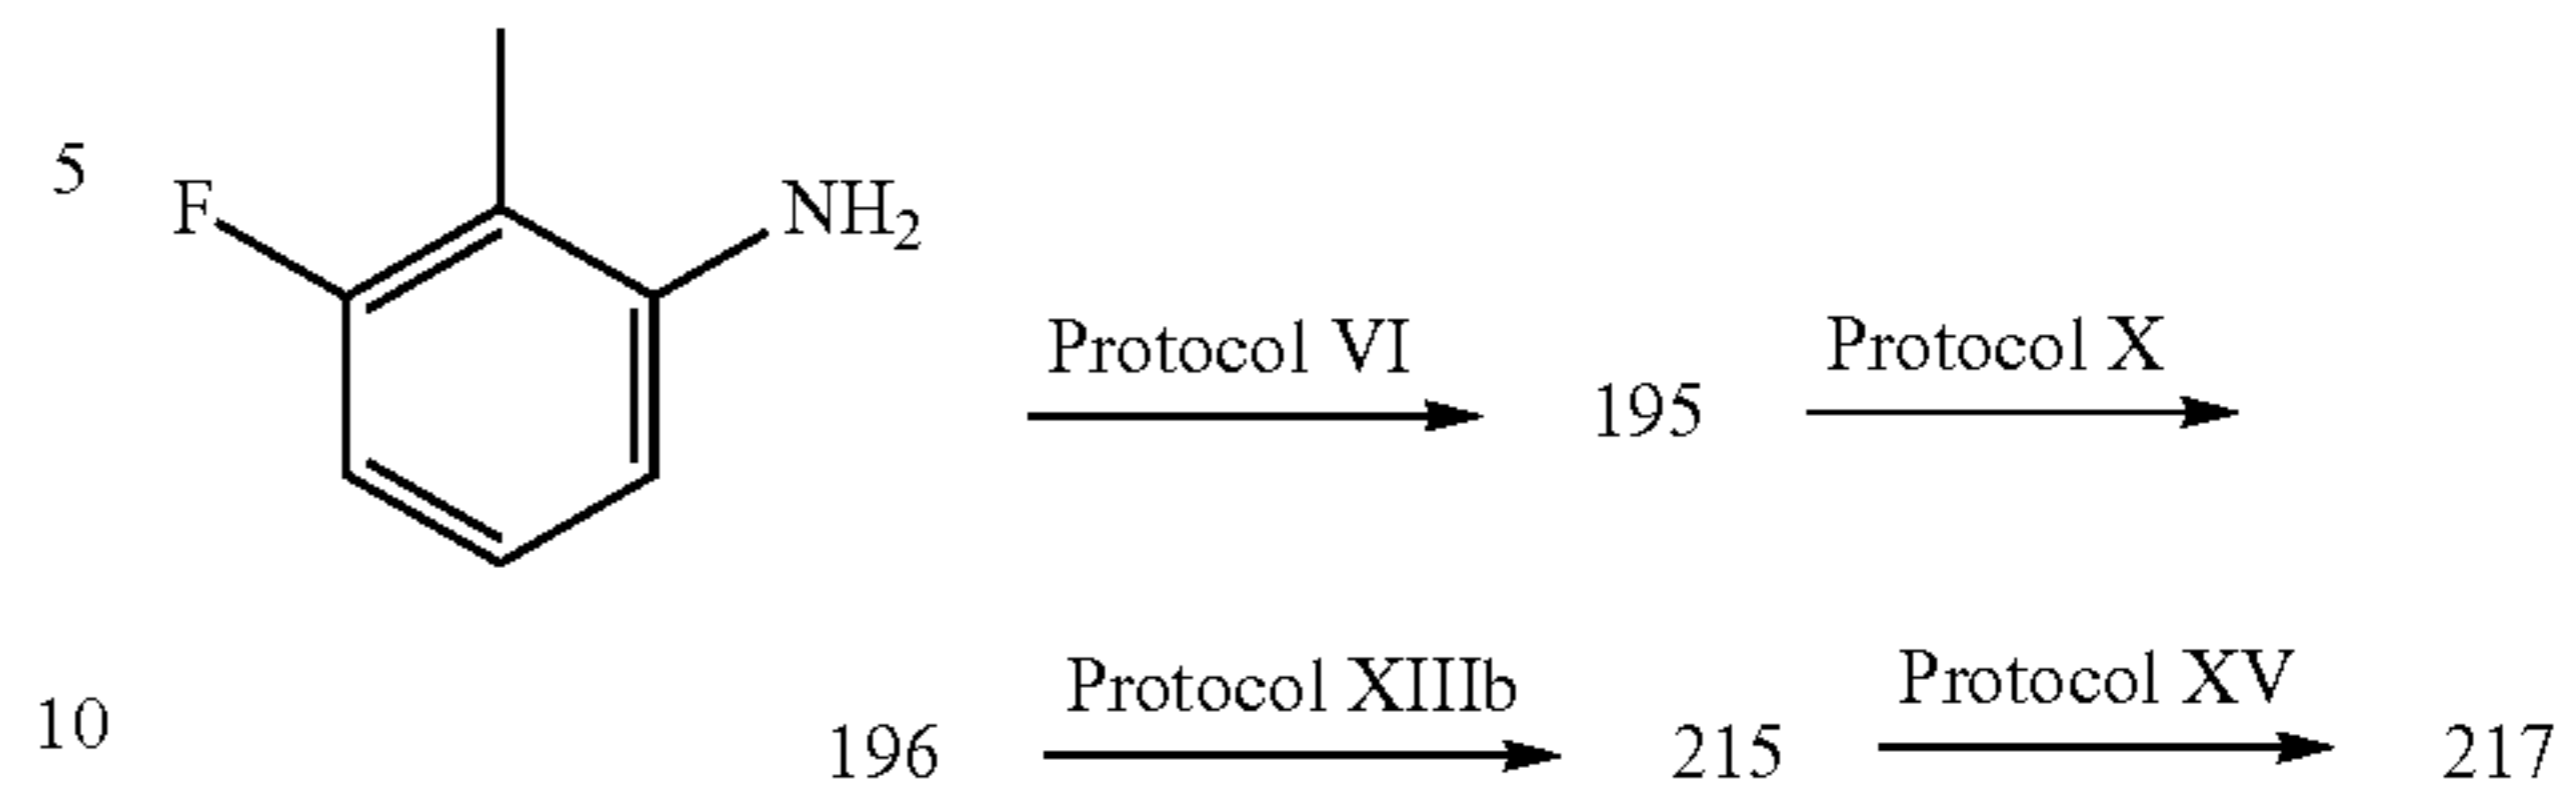 5
F
NH2
Protocol VI
195
Protocol X
10
196
Protocol XIIIb
215
Protocol XV
217